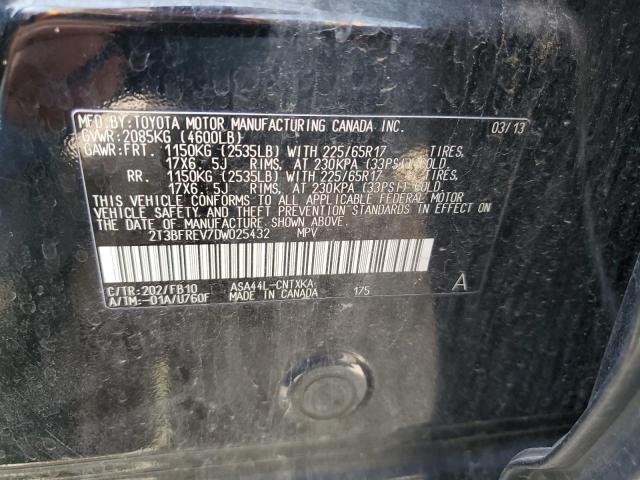 MFD.BY:TOYOTA MOTOR MANUFACTURING CANADA INC. 03/13
GVWR:2085KG (4600LB)
GAWR:FRT. 1150KG (2535LB) WITH 225/65R17 TIRES,
17X6. 5J RIMS, AT 230KPA (33PSI) COLD.
RR. 1150KG (2535LB) WITH 225/65R17 TIRES,
17X6. 5J RIMS, AT 230KPA (33PSI) COLD.
THIS VEHICLE CONFORMS TO ALL APPLICABLE FEDERAL MOTOR
VEHICLE SAFETY, AND THEFT PREVENTION STANDARDS IN EFFECT ON
THE DATE OF MANUFACTURE SHOWN ABOVE.
2T3BFREV7DW025432 MPV
C/TR:202/FB10 ASA44L-CNTXKA A
A/TM:-01A/U760F MADE IN CANADA 175